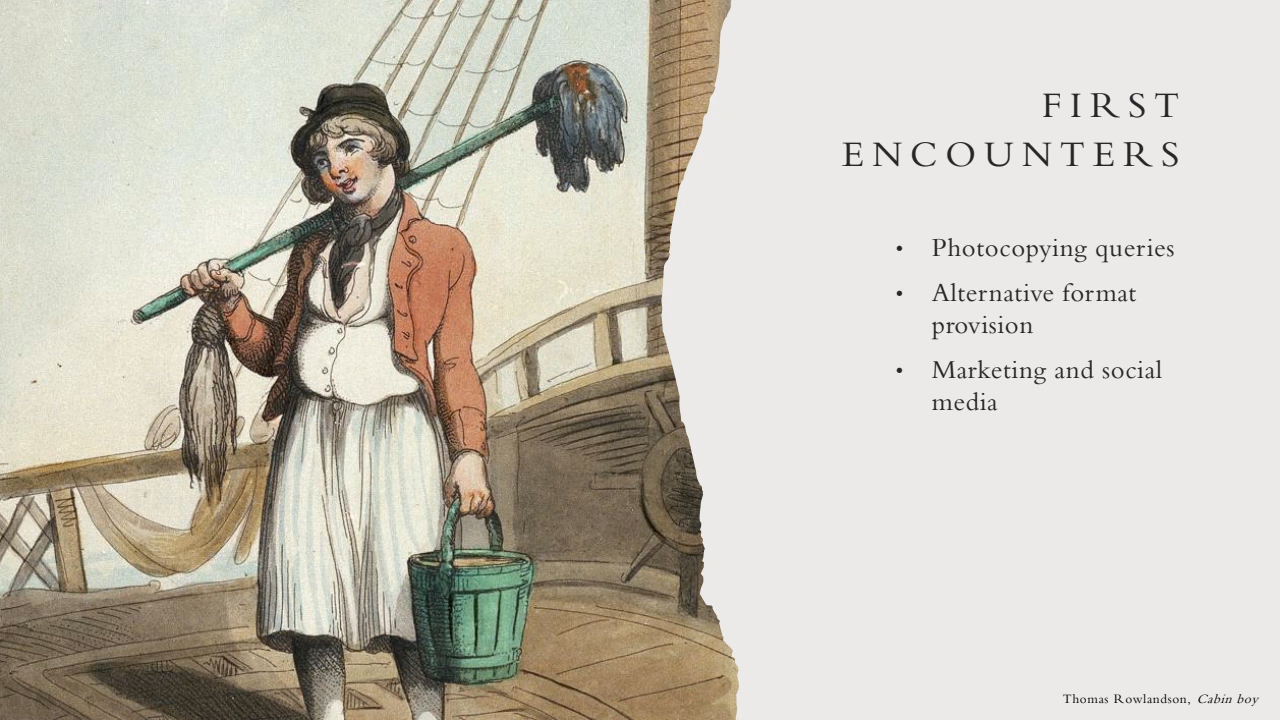 FIRST
ENCOUNTERS
• Photocopying queries
• Alternative format
provision
• Marketing and social
media
Thomas Rowlandson, Cabin boy